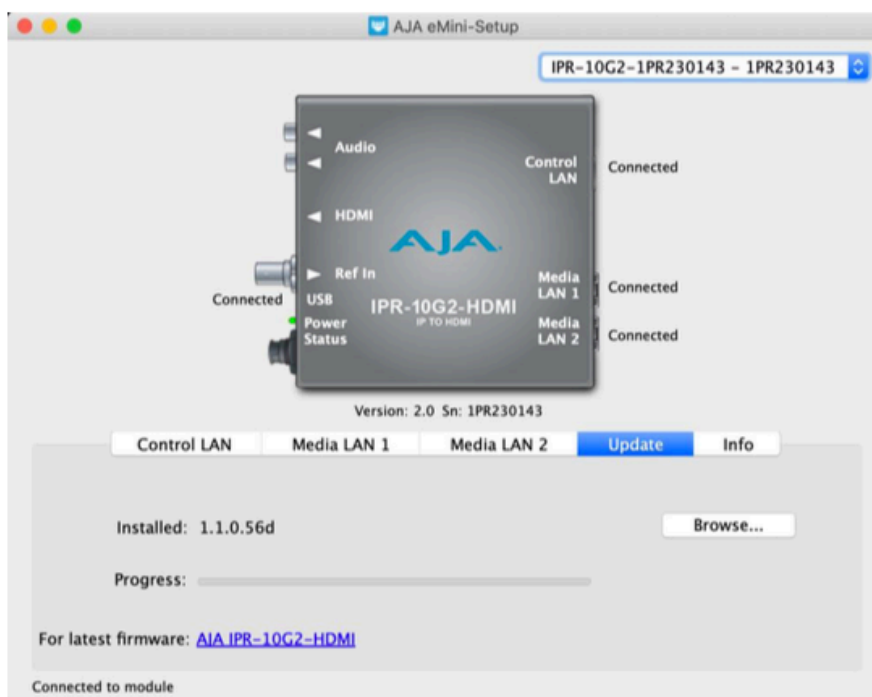 AJA eMini-Setup
IPR-10G2-1PR230143 - 1PR230143
Audio
Control
LAN
Connected
HDMI
AJA
Ref In
Media
LAN 1
Connected
Connected
USB
IPR-10G2-HDMI
IP TO HDMI
Power
Status
Media
LAN 2
Connected
Version: 2.0 Sn: 1PR230143
Control LAN
Media LAN 1
Media LAN 2
Update
Info
Installed: 1.1.0.56d
Browse...
Progress:
For latest firmware: AJA IPR-10G2-HDMI
Connected to module